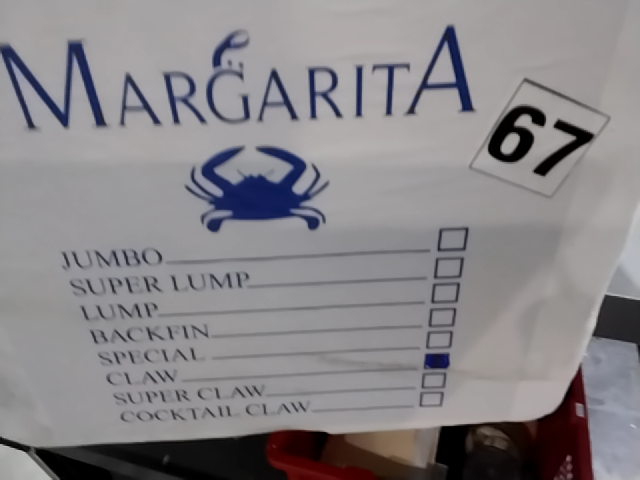 MARGARITA
67
JUMBO
SUPER LUMP
LUMP
BACKFIN
SPECIAL
CLAW
SUPER CLAW
COCKTAIL CLAW